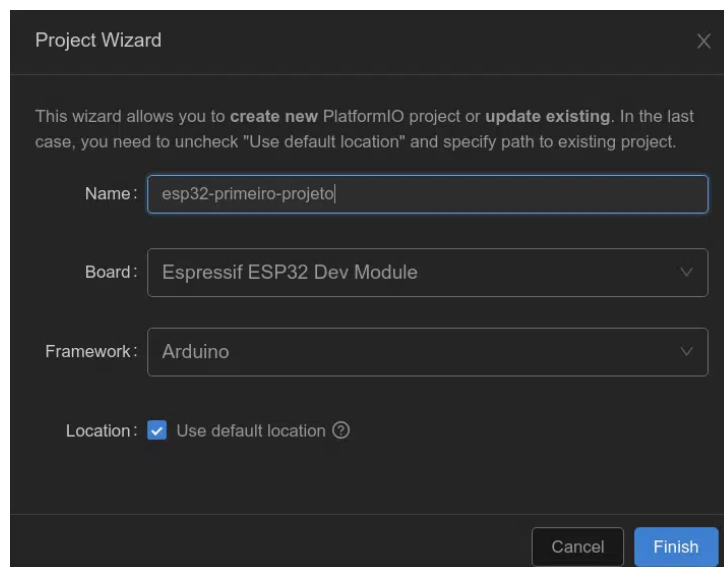 Project Wizard
This wizard allows you to create new PlatformIO project or update existing. In the last
case, you need to uncheck "Use default location" and specify path to existing project.
Name: esp32-primeiro-projeto
Board: Espressif ESP32 Dev Module
Framework: Arduino
Location: Use default location ?
Cancel Finish